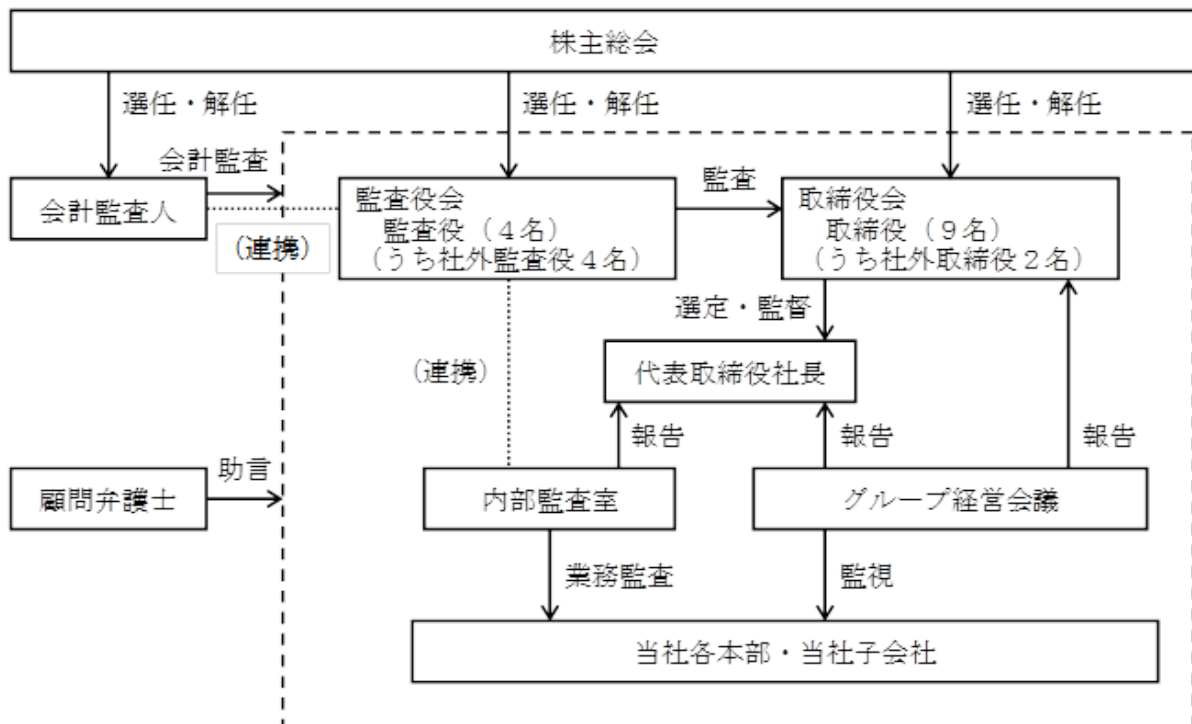 株主総会
選任・解任
選任・解任
選任・解任
会計監査
会計監査人
(連携)
監査役会
監査役(4名)
(うち社外監査役4名)
監査
取締役会
取締役(9名)
(うち社外取締役2名)
選定・監督
代表取締役社長
(連携)
報告
報告
報告
顧問弁護士
助言
内部監査室
グループ経営会議
業務監査
監視
当社各本部・当社子会社